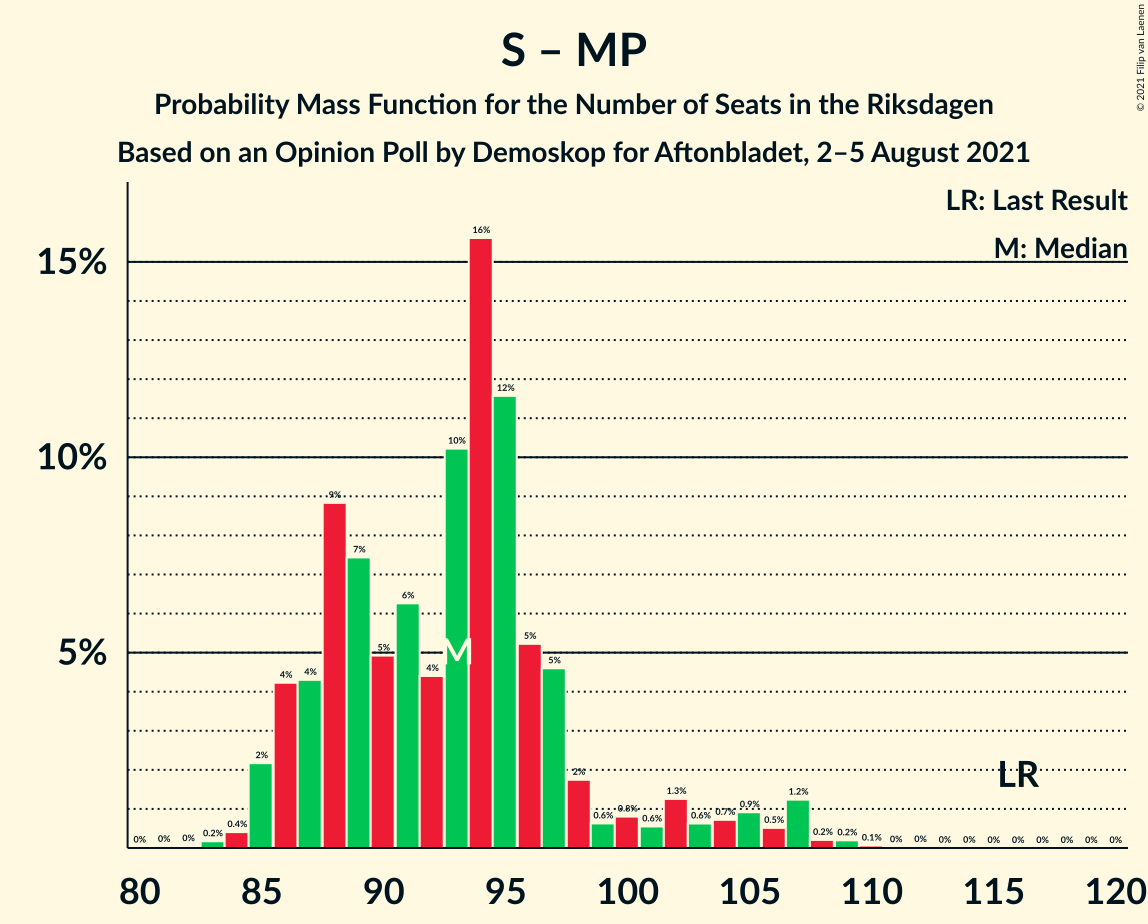 S – MP
Probability Mass Function for the Number of Seats in the Riksdagen
Based on an Opinion Poll by Demoskop for Aftonbladet, 2–5 August 2021
© 2021 Filip van Laenen
LR: Last Result
M: Median
15%
10%
5%
0% 0% 0% 0.2% 0.4% 2% 4% 4% 9% 7% 5% 6% 4% 10% 16% 12% 5% 5% 2% 0.6% 0.8% 0.6% 1.3% 0.6% 0.7% 0.9% 0.5% 1.2% 0.2% 0.2% 0.1% 0% 0% 0% 0% 0% 0% 0% 0% 0% 0%
M
LR
80 85 90 95 100 105 110 115 120